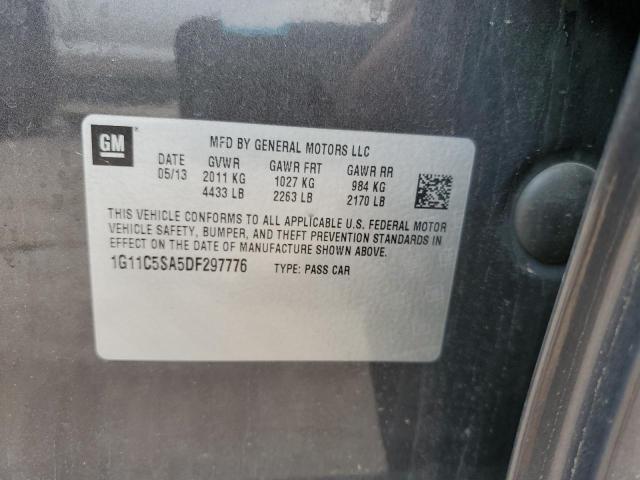 GM
MFD BY GENERAL MOTORS LLC
DATE GVWR GAWR FRT GAWR RR
05/13 2011 KG 1027 KG 984 KG
4433 LB 2263 LB 2170 LB
THIS VEHICLE CONFORMS TO ALL APPLICABLE U.S. FEDERAL MOTOR
VEHICLE SAFETY, BUMPER, AND THEFT PREVENTION STANDARDS IN
EFFECT ON THE DATE OF MANUFACTURE SHOWN ABOVE.
1G11C5SA5DF297776 TYPE: PASS CAR